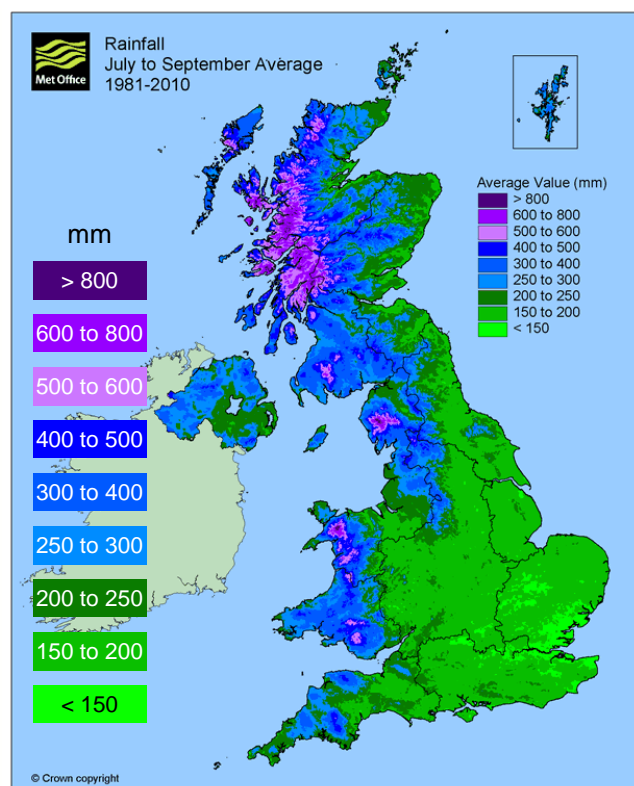 Met Office
Rainfall
July to September Average
1981-2010
Average Value (mm)
> 800
600 to 800
500 to 600
400 to 500
300 to 400
250 to 300
200 to 250
150 to 200
< 150
mm
> 800
600 to 800
500 to 600
400 to 500
300 to 400
250 to 300
200 to 250
150 to 200
< 150
© Crown copyright